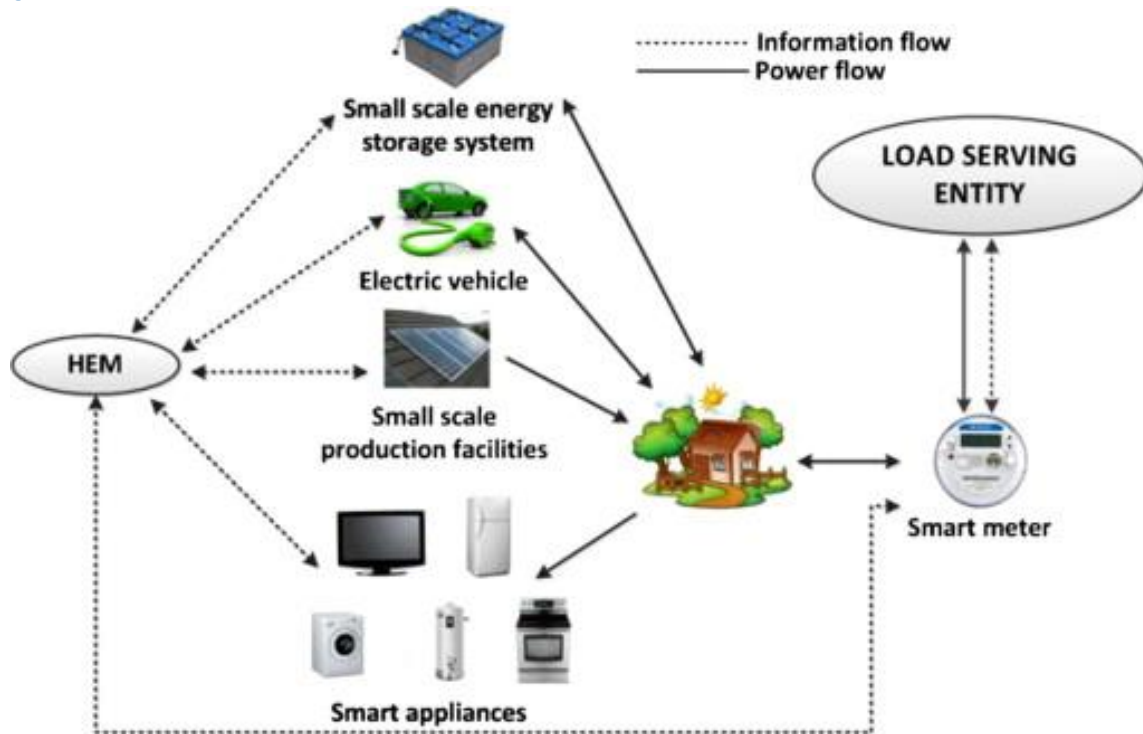 Information flow
Power flow
Small scale energy
storage system
LOAD SERVING
ENTITY
Electric vehicle
HEM
Small scale
production facilities
Smart meter
Smart appliances